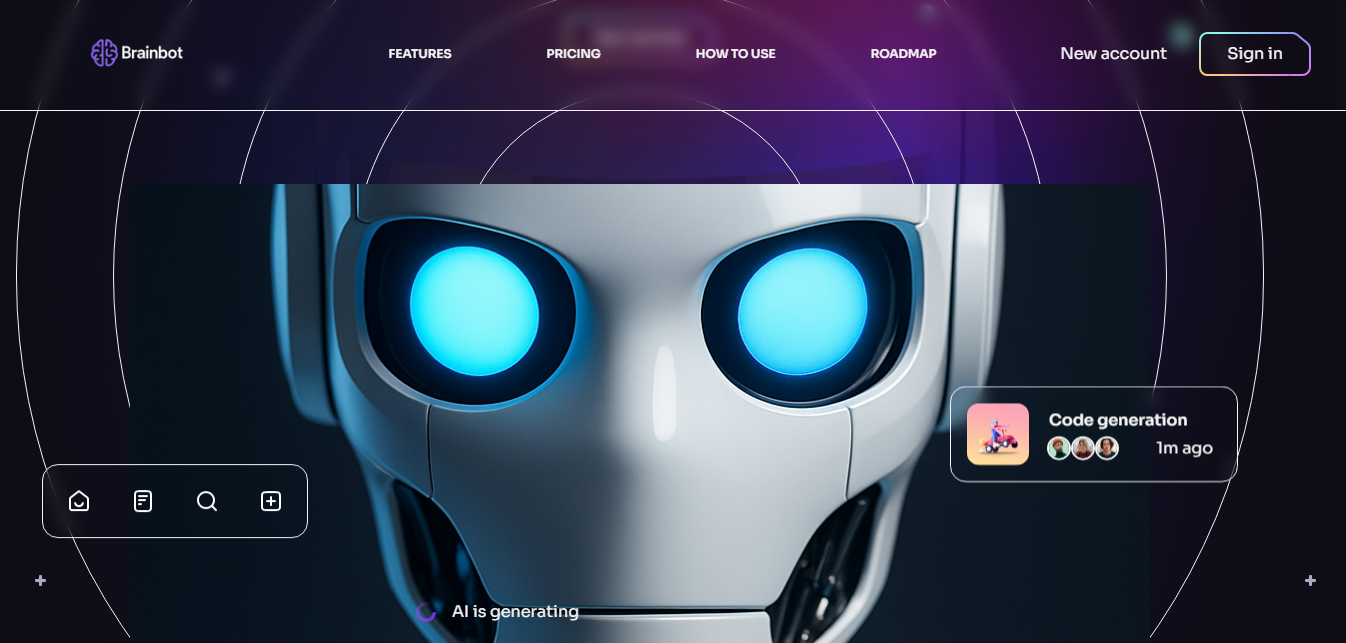 Brainbot
FEATURES
PRICING
HOW TO USE
ROADMAP
New account
Sign in
Code generation
1m ago
AI is generating